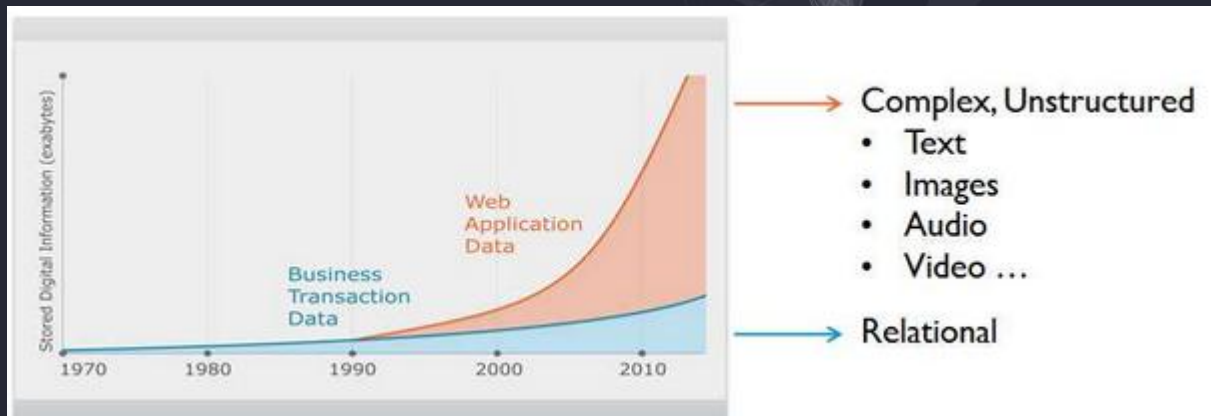 Stored Digital Information (exabytes)
Business
Transaction
Data
Web
Application
Data
1970 1980 1990 2000 2010
Complex, Unstructured
• Text
• Images
• Audio
• Video ...
Relational